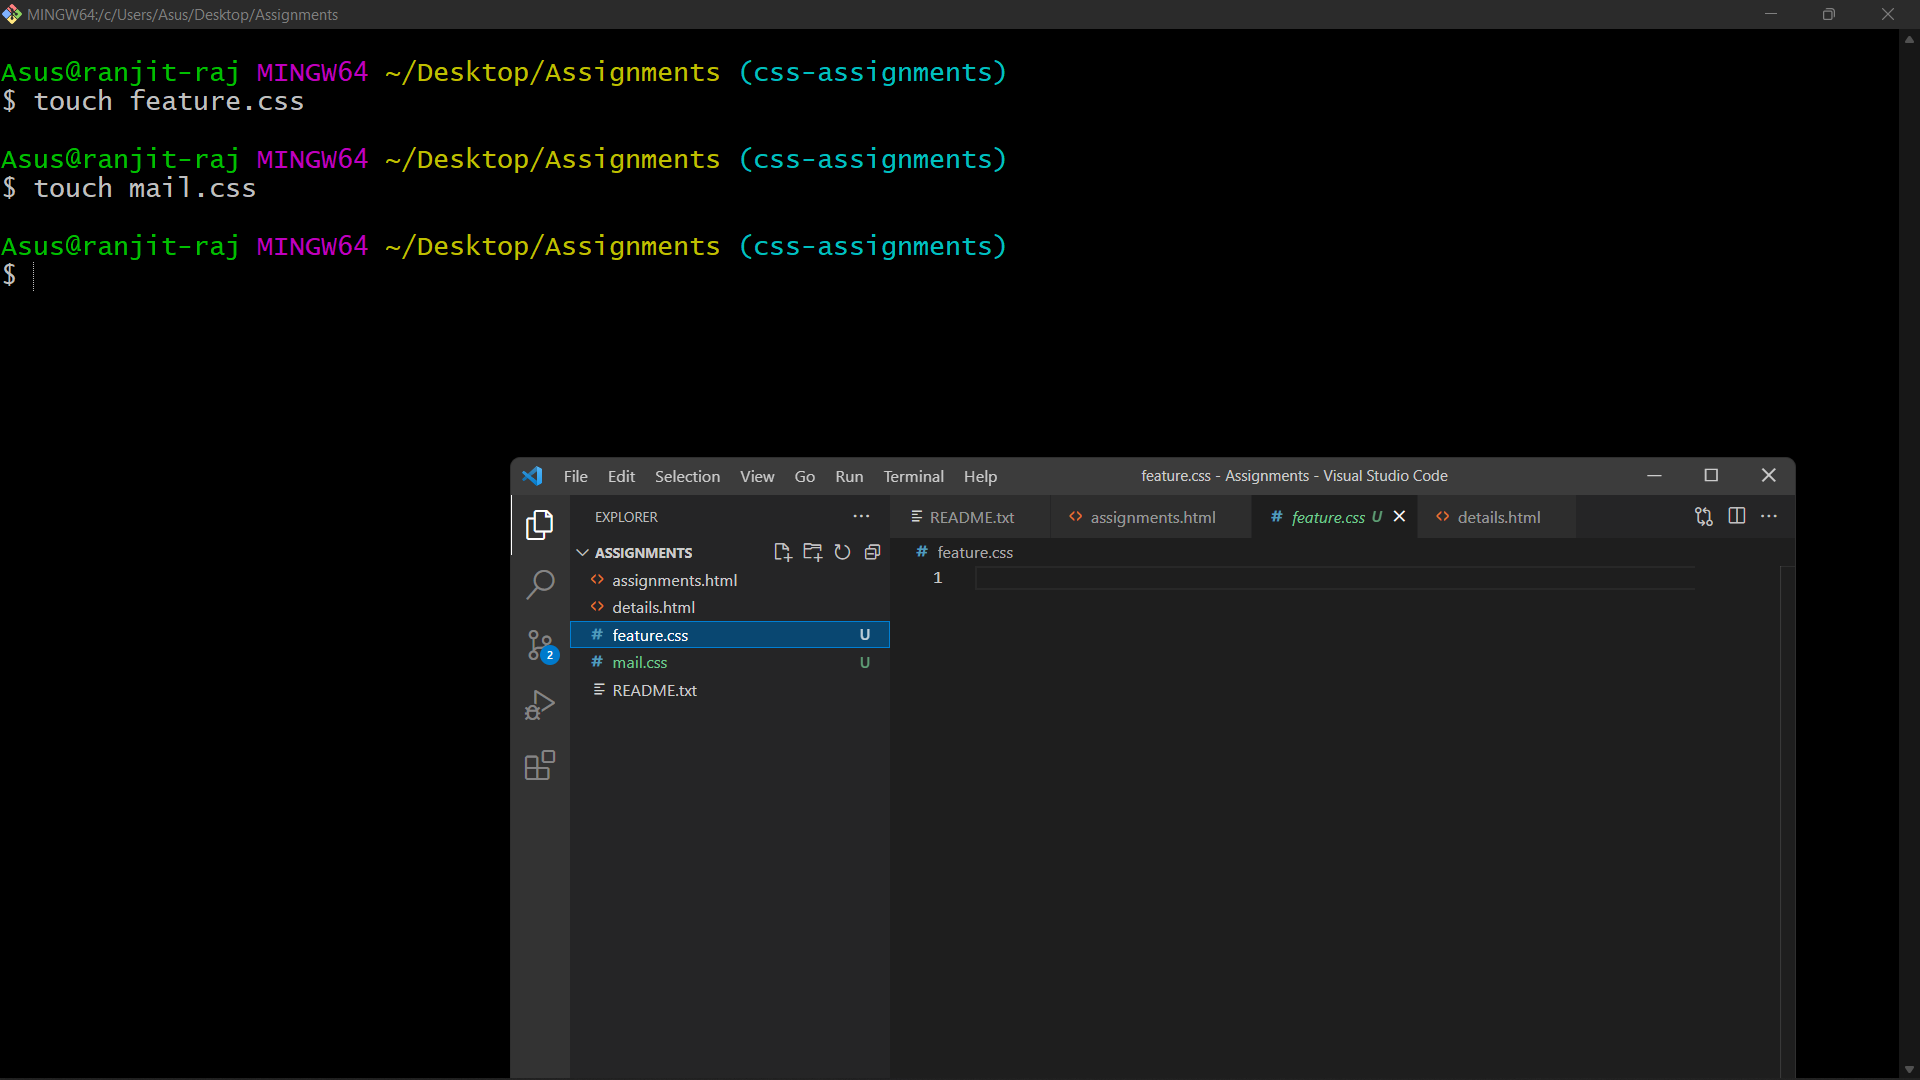 MINGW64:/c/Users/Asus/Desktop/Assignments
Asus@ranjit-raj MINGW64 ~/Desktop/Assignments (css-assignments)
$ touch feature.css
Asus@ranjit-raj MINGW64 ~/Desktop/Assignments (css-assignments)
$ touch mail.css
Asus@ranjit-raj MINGW64 ~/Desktop/Assignments (css-assignments)
$
File Edit Selection View Go Run Terminal Help feature.css - Assignments - Visual Studio Code
EXPLORER
README.txt assignments.html # feature.css U details.html
ASSIGNMENTS
assignments.html
details.html
# feature.css U
# mail.css U
README.txt
2
# feature.css
1